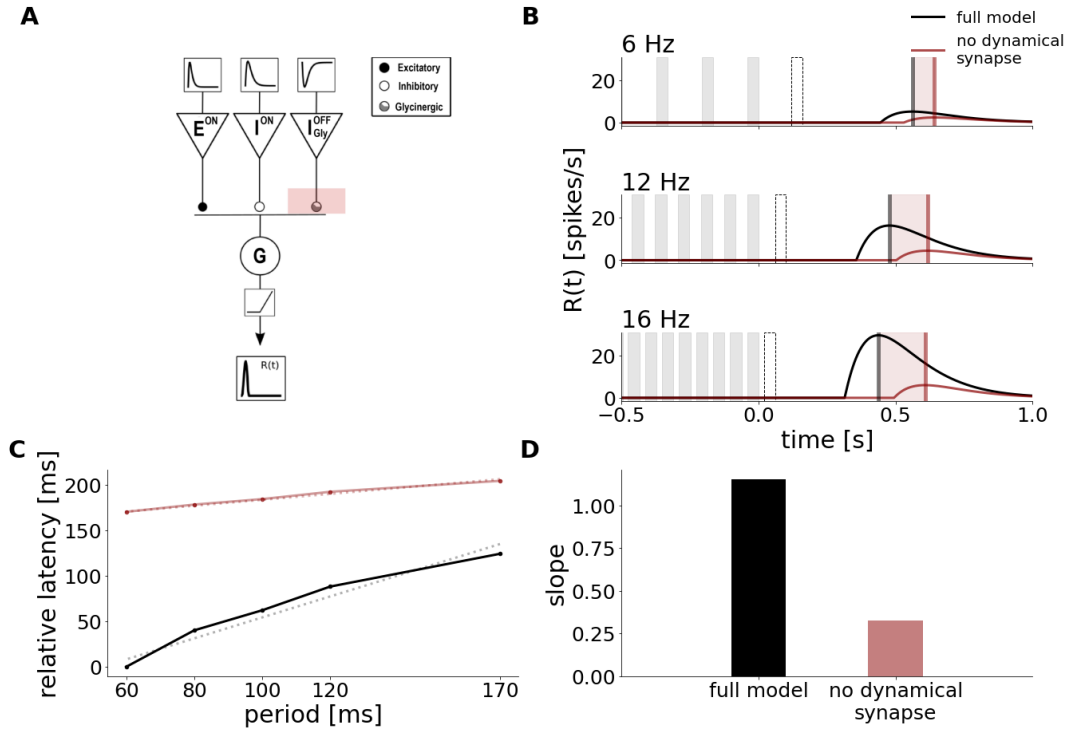 A
Excitatory
Inhibitory
Glycinergic
E ON
I ON
I OFF Gly
G
R(t)
B
full model
no dynamical
synapse
6 Hz
20
0
12 Hz
20
0
16 Hz
20
0
R(t) [spikes/s]
−0.5 0.0 0.5 1.0
time [s]
C
relative latency [ms]
200
150
100
50
0
60 80 100 120 170
period [ms]
D
slope
1.00
0.75
0.50
0.25
0.00
full model no dynamical
synapse